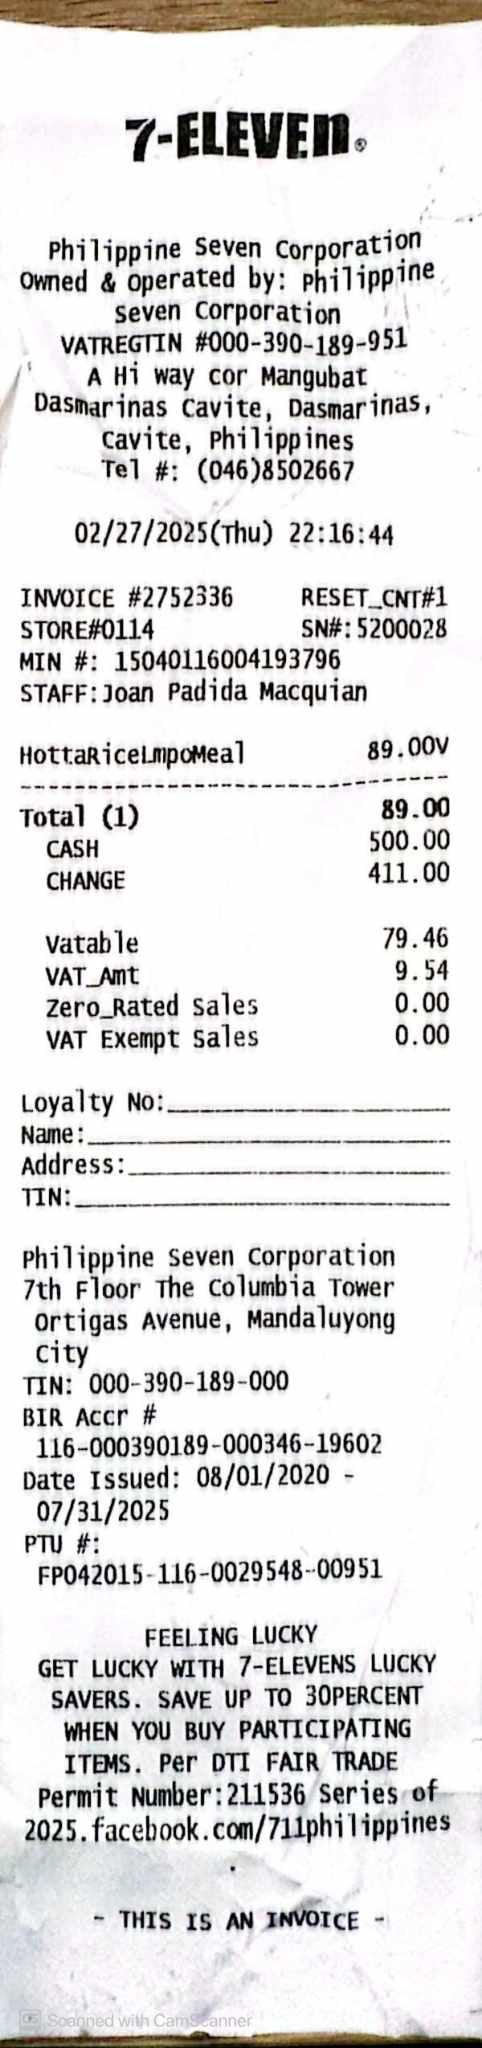 7-ELEVEN®
Philippine Seven Corporation
Owned & Operated by: Philippine
Seven Corporation
VATREGTIN #000-390-189-951
A Hi way cor Mangubat
Dasmarinas Cavite, Dasmarinas,
Cavite, Philippines
Tel #: (046)8502667
02/27/2025(Thu) 22:16:44
INVOICE #2752336 RESET_CNT#1
STORE#0114 SN#:5200028
MIN #: 15040116004193796
STAFF:Joan Padida Macquian
HottaRiceLmpoMeal 89.00V
Total (1) 89.00
CASH 500.00
CHANGE 411.00
Vatable 79.46
VAT_Amt 9.54
Zero_Rated Sales 0.00
VAT Exempt Sales 0.00
Loyalty No:
Name:
Address:
TIN:
Philippine Seven Corporation
7th Floor The Columbia Tower
Ortigas Avenue, Mandaluyong
City
TIN: 000-390-189-000
BIR Accr #
116-000390189-000346-19602
Date Issued: 08/01/2020 -
07/31/2025
PTU #:
FP042015-116-0029548-00951
FEELING LUCKY
GET LUCKY WITH 7-ELEVENS LUCKY
SAVERS. SAVE UP TO 30PERCENT
WHEN YOU BUY PARTICIPATING
ITEMS. Per DTI FAIR TRADE
Permit Number:211536 Series of
2025.facebook.com/711philippines
.
- THIS IS AN INVOICE -
CS Scanned with CamScanner